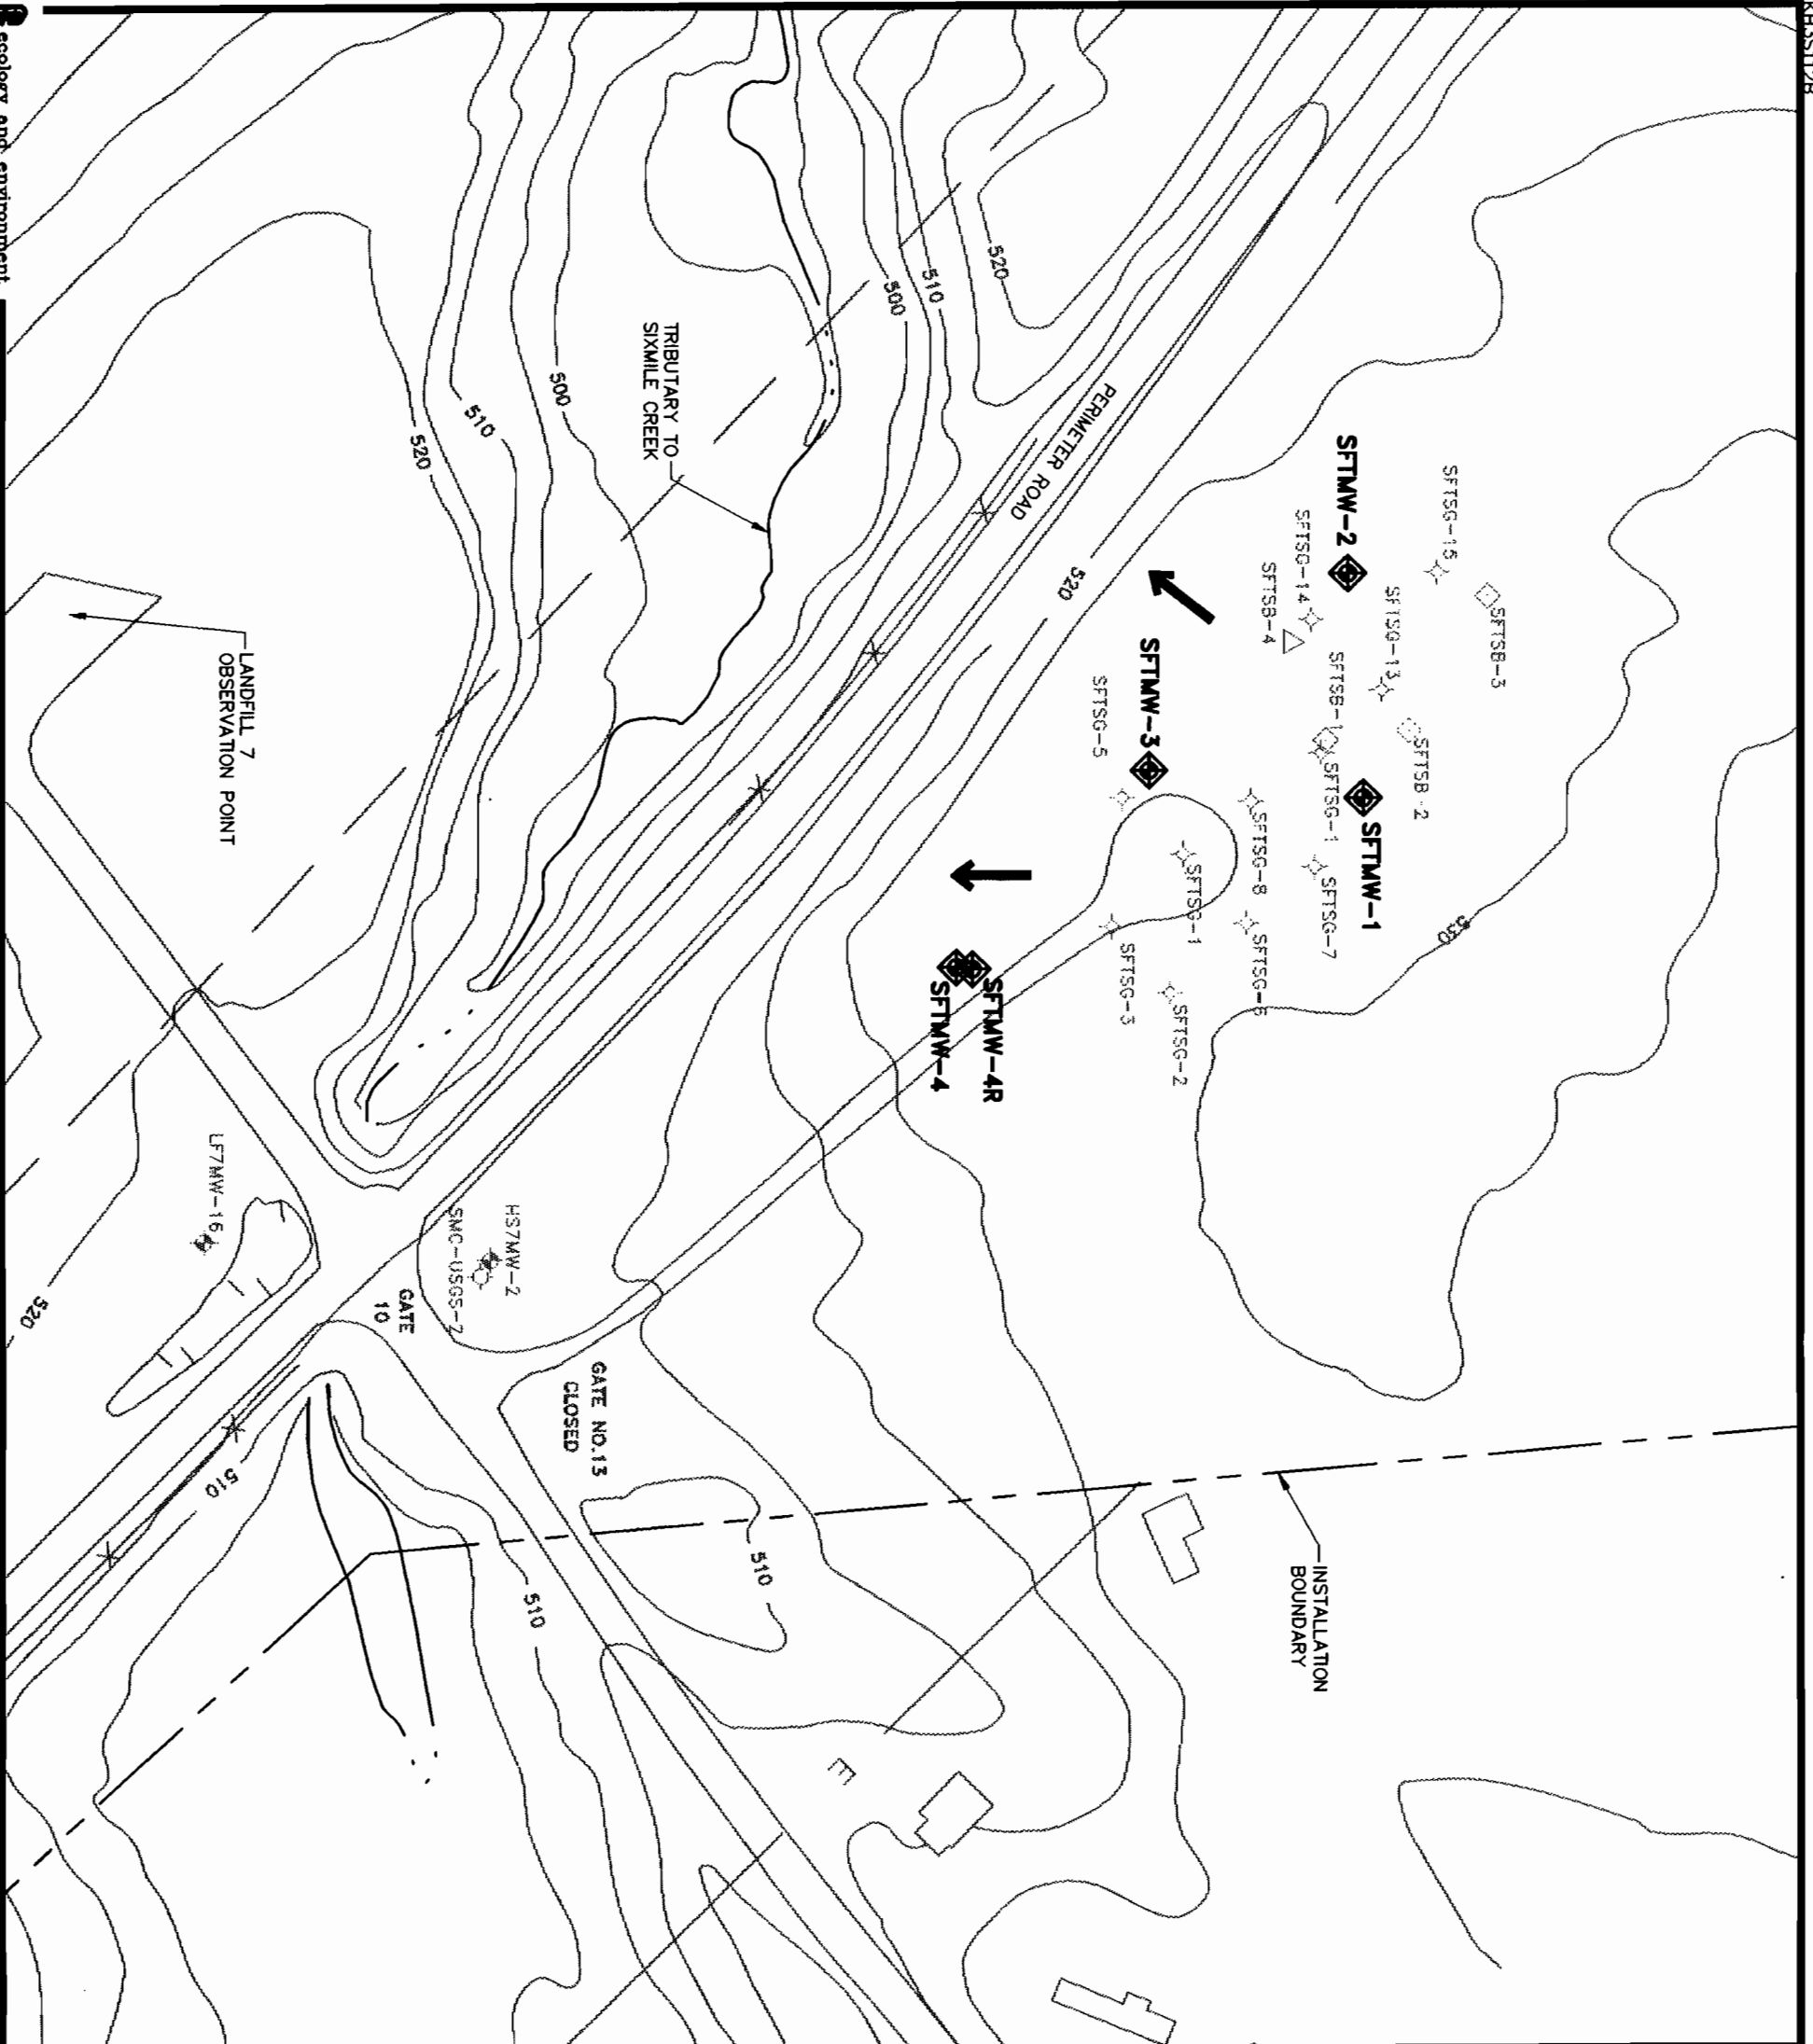 SFTSB-3
SFTSG-15
SFTSB-2
SFTSG-13
SFTMW-1
SFTMW-2
530
SFTSG-1
SFTSB-1
SFTSG-7
SFTSG-14
INSTALLATION
BOUNDARY
SFTSB-4
SFTSG-8
SFTSG-1
SFTSG-2
SFTMW-3
SFTSG-3
SFTSG-5
PERIMETER ROAD
520
520
SFTMW-4R
SFTMW-4
510
500
E
510
TRIBUTARY TO
SIXMILE CREEK
GATE NO.13
CLOSED
500
510
HS7MW-2
SMC-USGS-2
510
GATE
10
520
LANDFILL 7
OBSERVATION POINT
510
LF7MW-16
520
ecology and environment